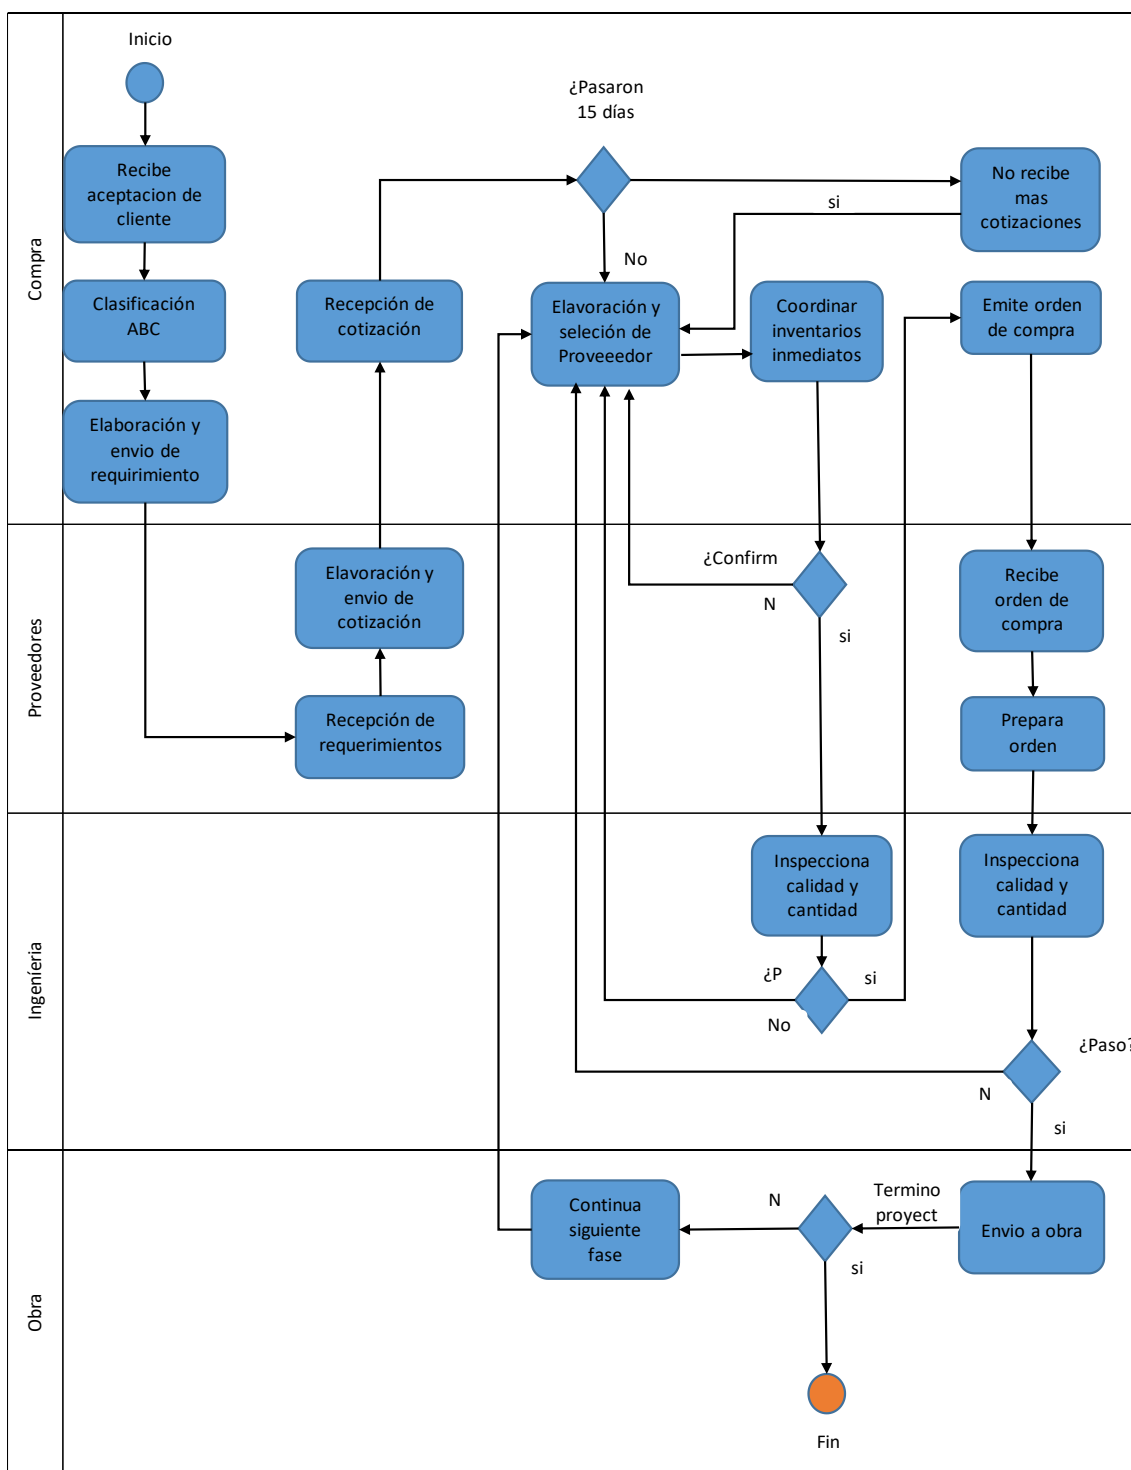 Compra
Inicio
Recibe
aceptacion de
cliente
Clasificación
ABC
Elaboración y
envio de
requirimiento
Recepción de
cotización
¿Pasaron
15 días
No
si
No recibe
mas
cotizaciones
Elavoración y
seleción de
Proveeedor
Coordinar
inventarios
inmediatos
Emite orden
de compra
Proveedores
Elavoración y
envio de
cotización
Recepción de
requerimientos
¿Confirm
N
si
Recibe
orden de
compra
Prepara
orden
Ingeníeria
Inspecciona
calidad y
cantidad
¿P
si
No
Inspecciona
calidad y
cantidad
¿Paso?
N
si
Obra
Continua
siguiente
fase
N
si
Termino
proyect
Envio a obra
Fin